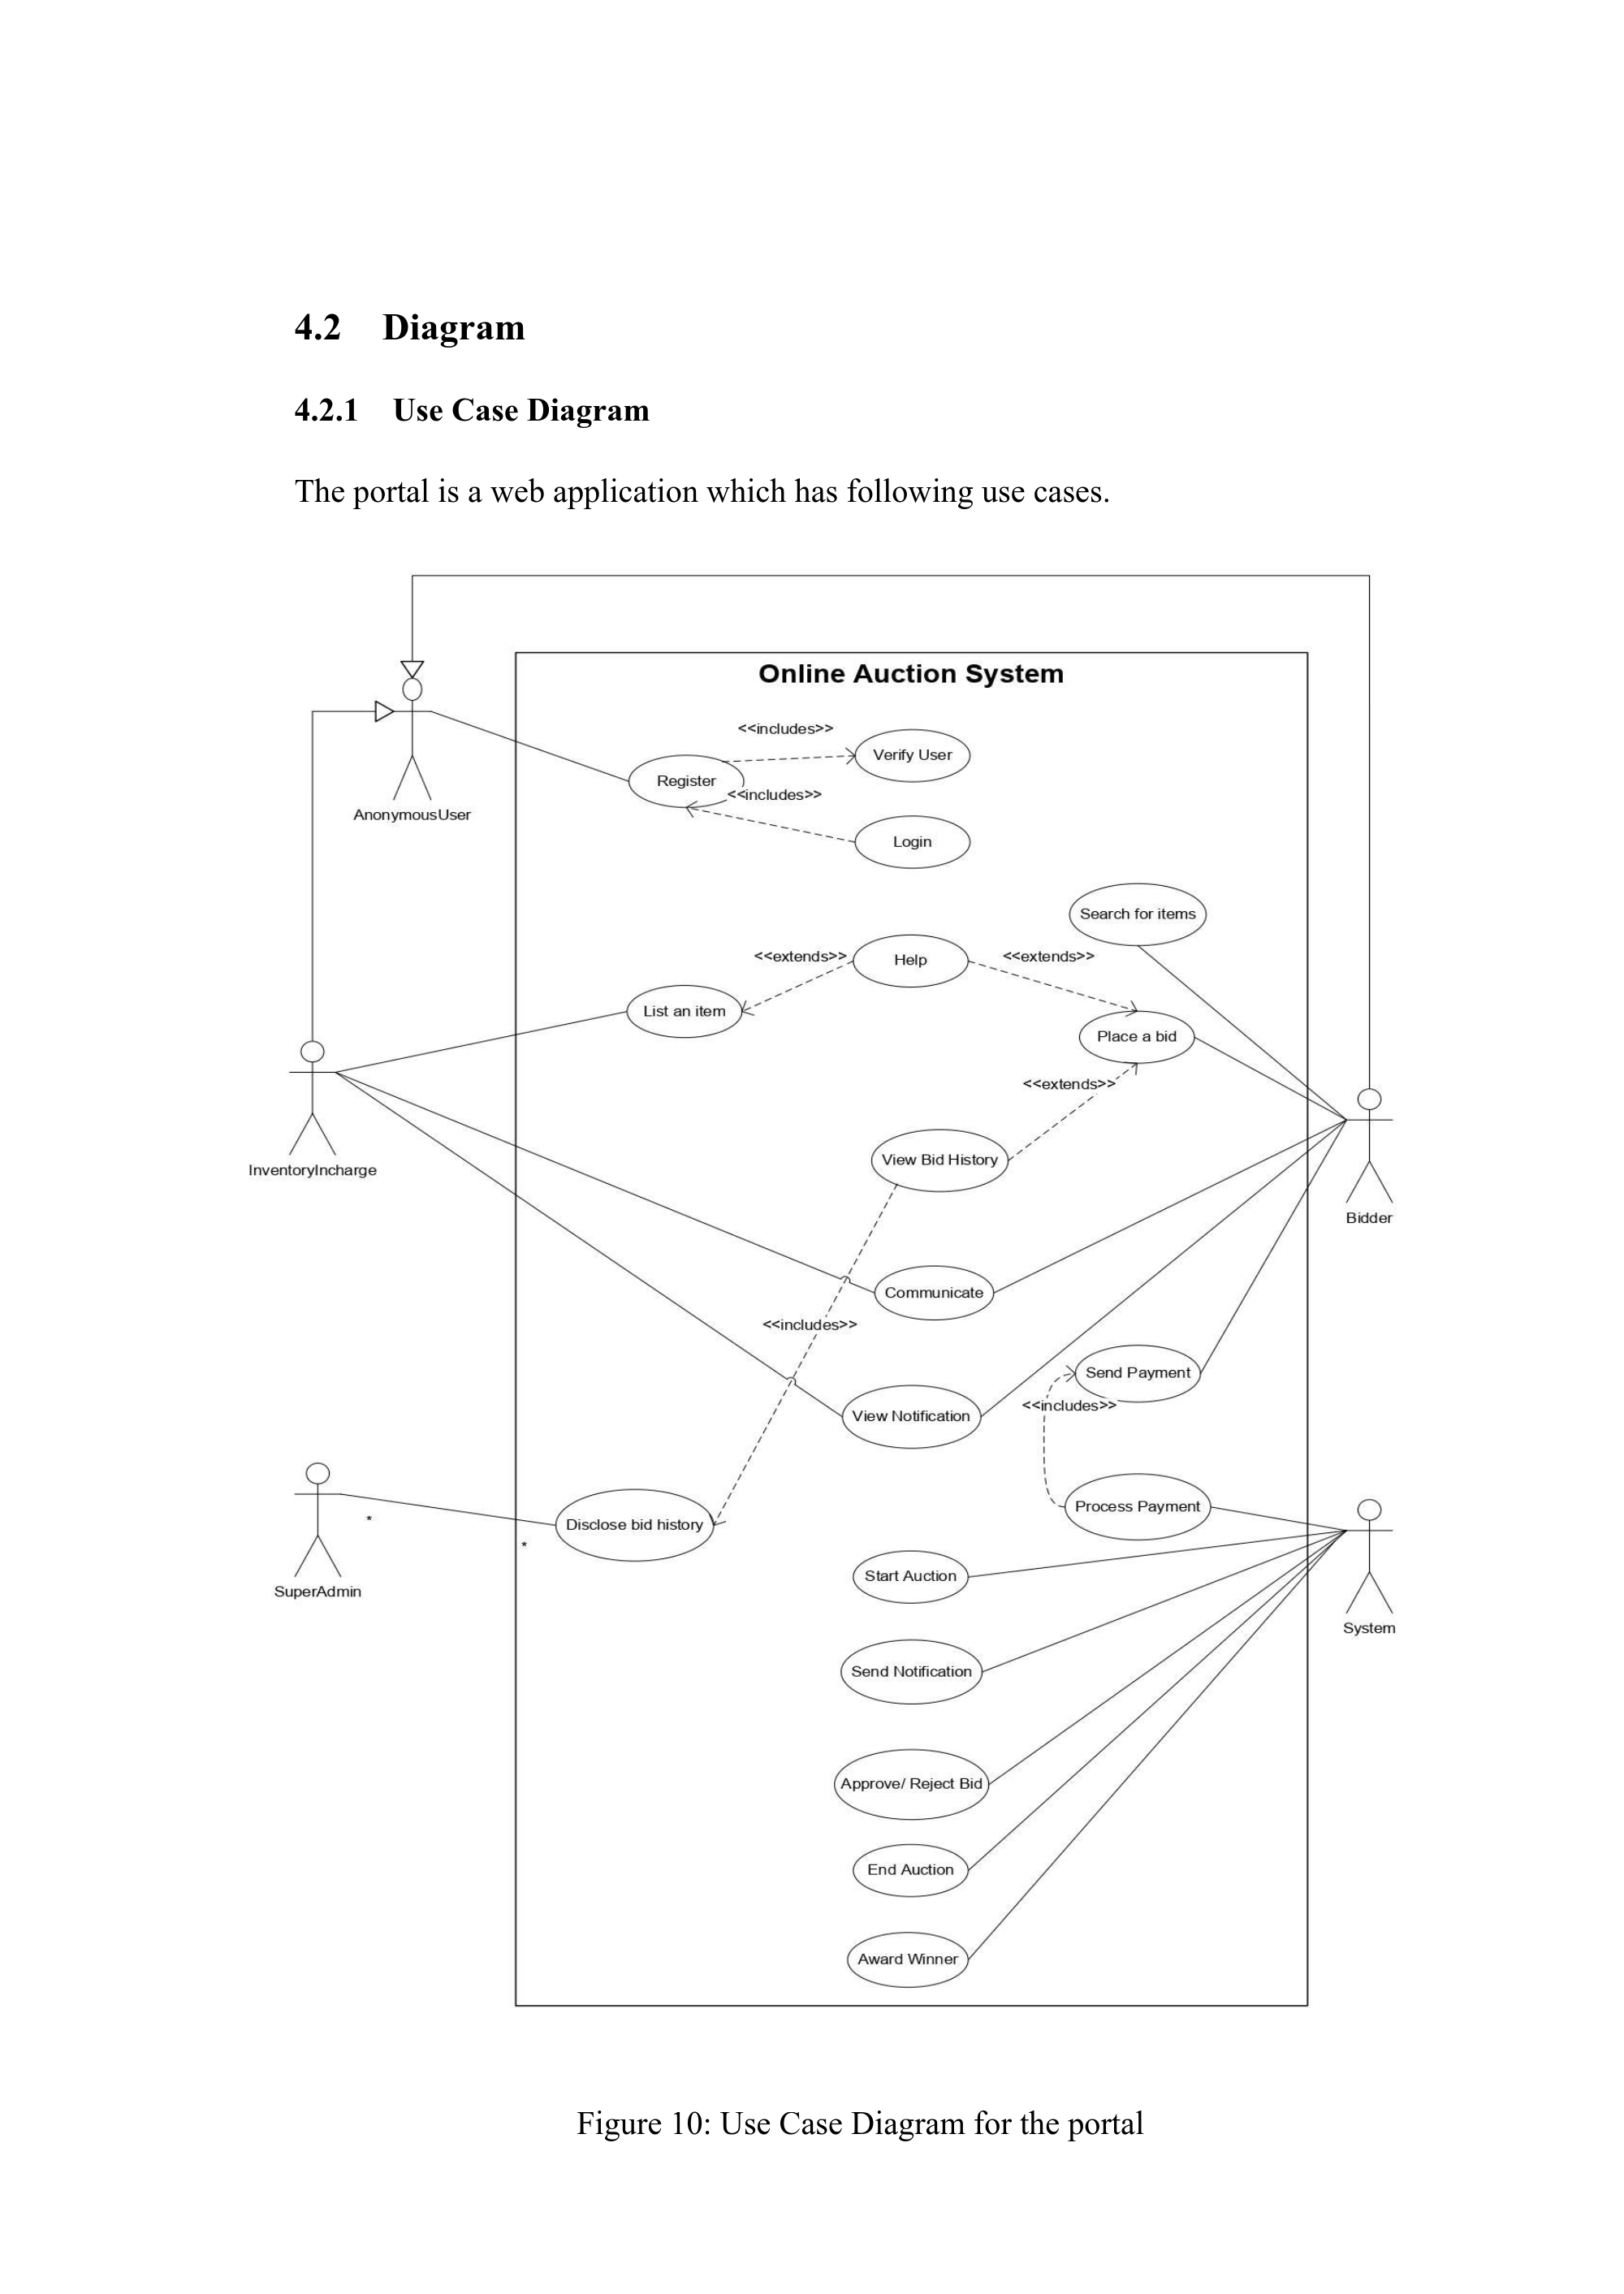 4.2 Diagram
4.2.1 Use Case Diagram
The portal is a web application which has following use cases.
Online Auction System
<<includes>>
Verify User
Register
<<includes>>
AnonymousUser
Login
Search for items
<<extends>>
Help
<<extends>>
List an item
Place a bid
<<extends>>
View Bid History
InventoryIncharge
Bidder
Communicate
<<includes>>
Send Payment
<<includes>>
View Notification
Process Payment
*
Disclose bid history
*
Start Auction
SuperAdmin
System
Send Notification
Approve/ Reject Bid
End Auction
Award Winner
Figure 10: Use Case Diagram for the portal